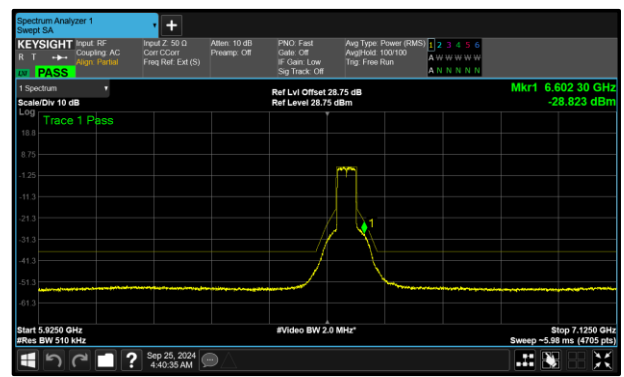 Spectrum Analyzer 1
Swept SA
+
KEYSIGHT Input: RF Input Z: 50 Ω Atten: 10 dB PNO: Fast Avg Type: Power (RMS) 1 2 3 4 5 6
R T Coupling: AC Corr CCorr Preamp: Off Gate: Off Avg|Hold: 100/100 A W W W W W
Align: Partial Freq Ref: Ext (S) IF Gain: Low Trig: Free Run
LXI PASS Sig Track: Off A N N N N N
1 Spectrum Ref Lvl Offset 28.75 dB Mkr1 6.602 30 GHz
Scale/Div 10 dB Ref Level 28.75 dBm -28.823 dBm
Log Trace 1 Pass
18.8
8.75
-1.25
-11.3
-21.3
1
-31.3
-41.3
-51.3
-61.3
Start 5.9250 GHz #Video BW 2.0 MHz* Stop 7.1250 GHz
#Res BW 510 kHz Sweep ~5.98 ms (4705 pts)
? Sep 25, 2024
4:40:35 AM